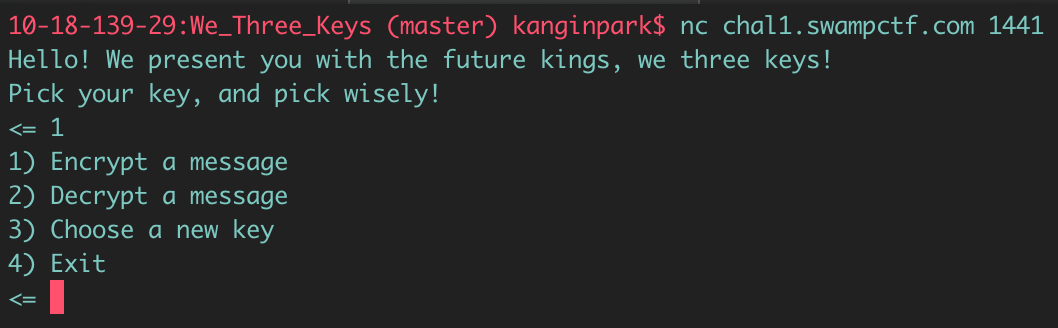 10-18-139-29:We_Three_Keys (master) kanginpark$ nc chal1.swampctf.com 1441
Hello! We present you with the future kings, we three keys!
Pick your key, and pick wisely!
<= 1
1) Encrypt a message
2) Decrypt a message
3) Choose a new key
4) Exit
<=